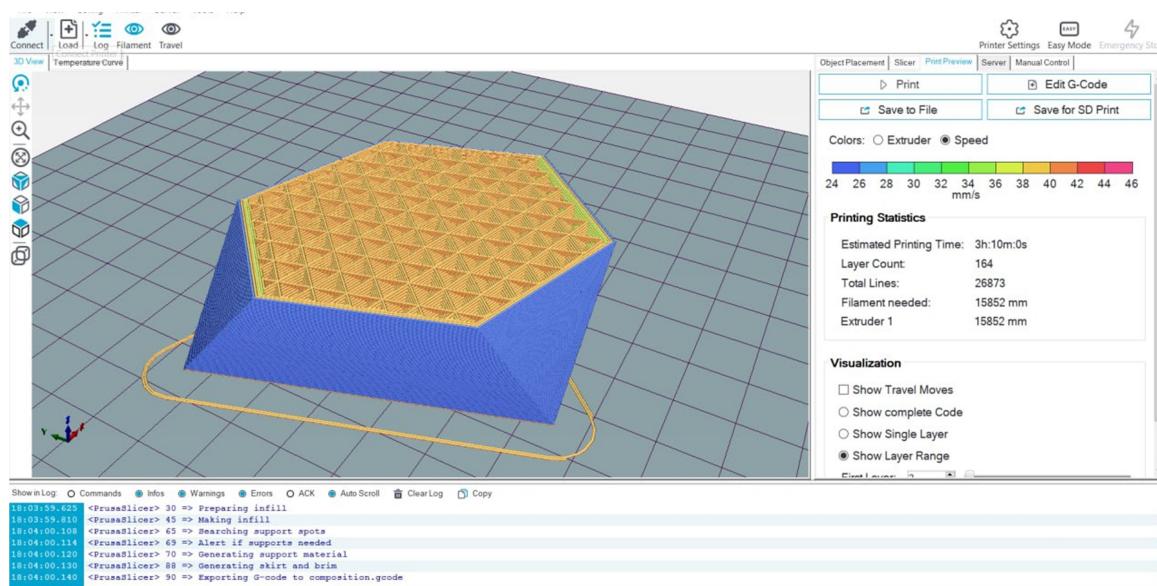 Connect Load Log Filament Travel
Printer Settings Easy Mode Emergency
EASY
3D View Temperature Curve
Object Placement Slicer Print Preview Server Manual Control
Print Edit G-Code
Save to File Save for SD Print
Colors: Extruder Speed
24 26 28 30 32 34 36 38 40 42 44 46
mm/s
Printing Statistics
Estimated Printing Time: 3h:10m:0s
Layer Count: 164
Total Lines: 26873
Filament needed: 15852 mm
Extruder 1 15852 mm
Visualization
Show Travel Moves
Show complete Code
Show Single Layer
Show Layer Range
First Layer:
Show in Log: Commands Infos Warnings Errors ACK Auto Scroll Clear Log Copy
18:03:59.625 <PrusaSlicer> 30 => Preparing infill
18:03:59.810 <PrusaSlicer> 45 => Making infill
18:04:00.108 <PrusaSlicer> 65 => Searching support spots
18:04:00.114 <PrusaSlicer> 69 => Alert if supports needed
18:04:00.120 <PrusaSlicer> 70 => Generating support material
18:04:00.130 <PrusaSlicer> 88 => Generating skirt and brim
18:04:00.140 <PrusaSlicer> 90 => Exporting G-code to composition.gcode